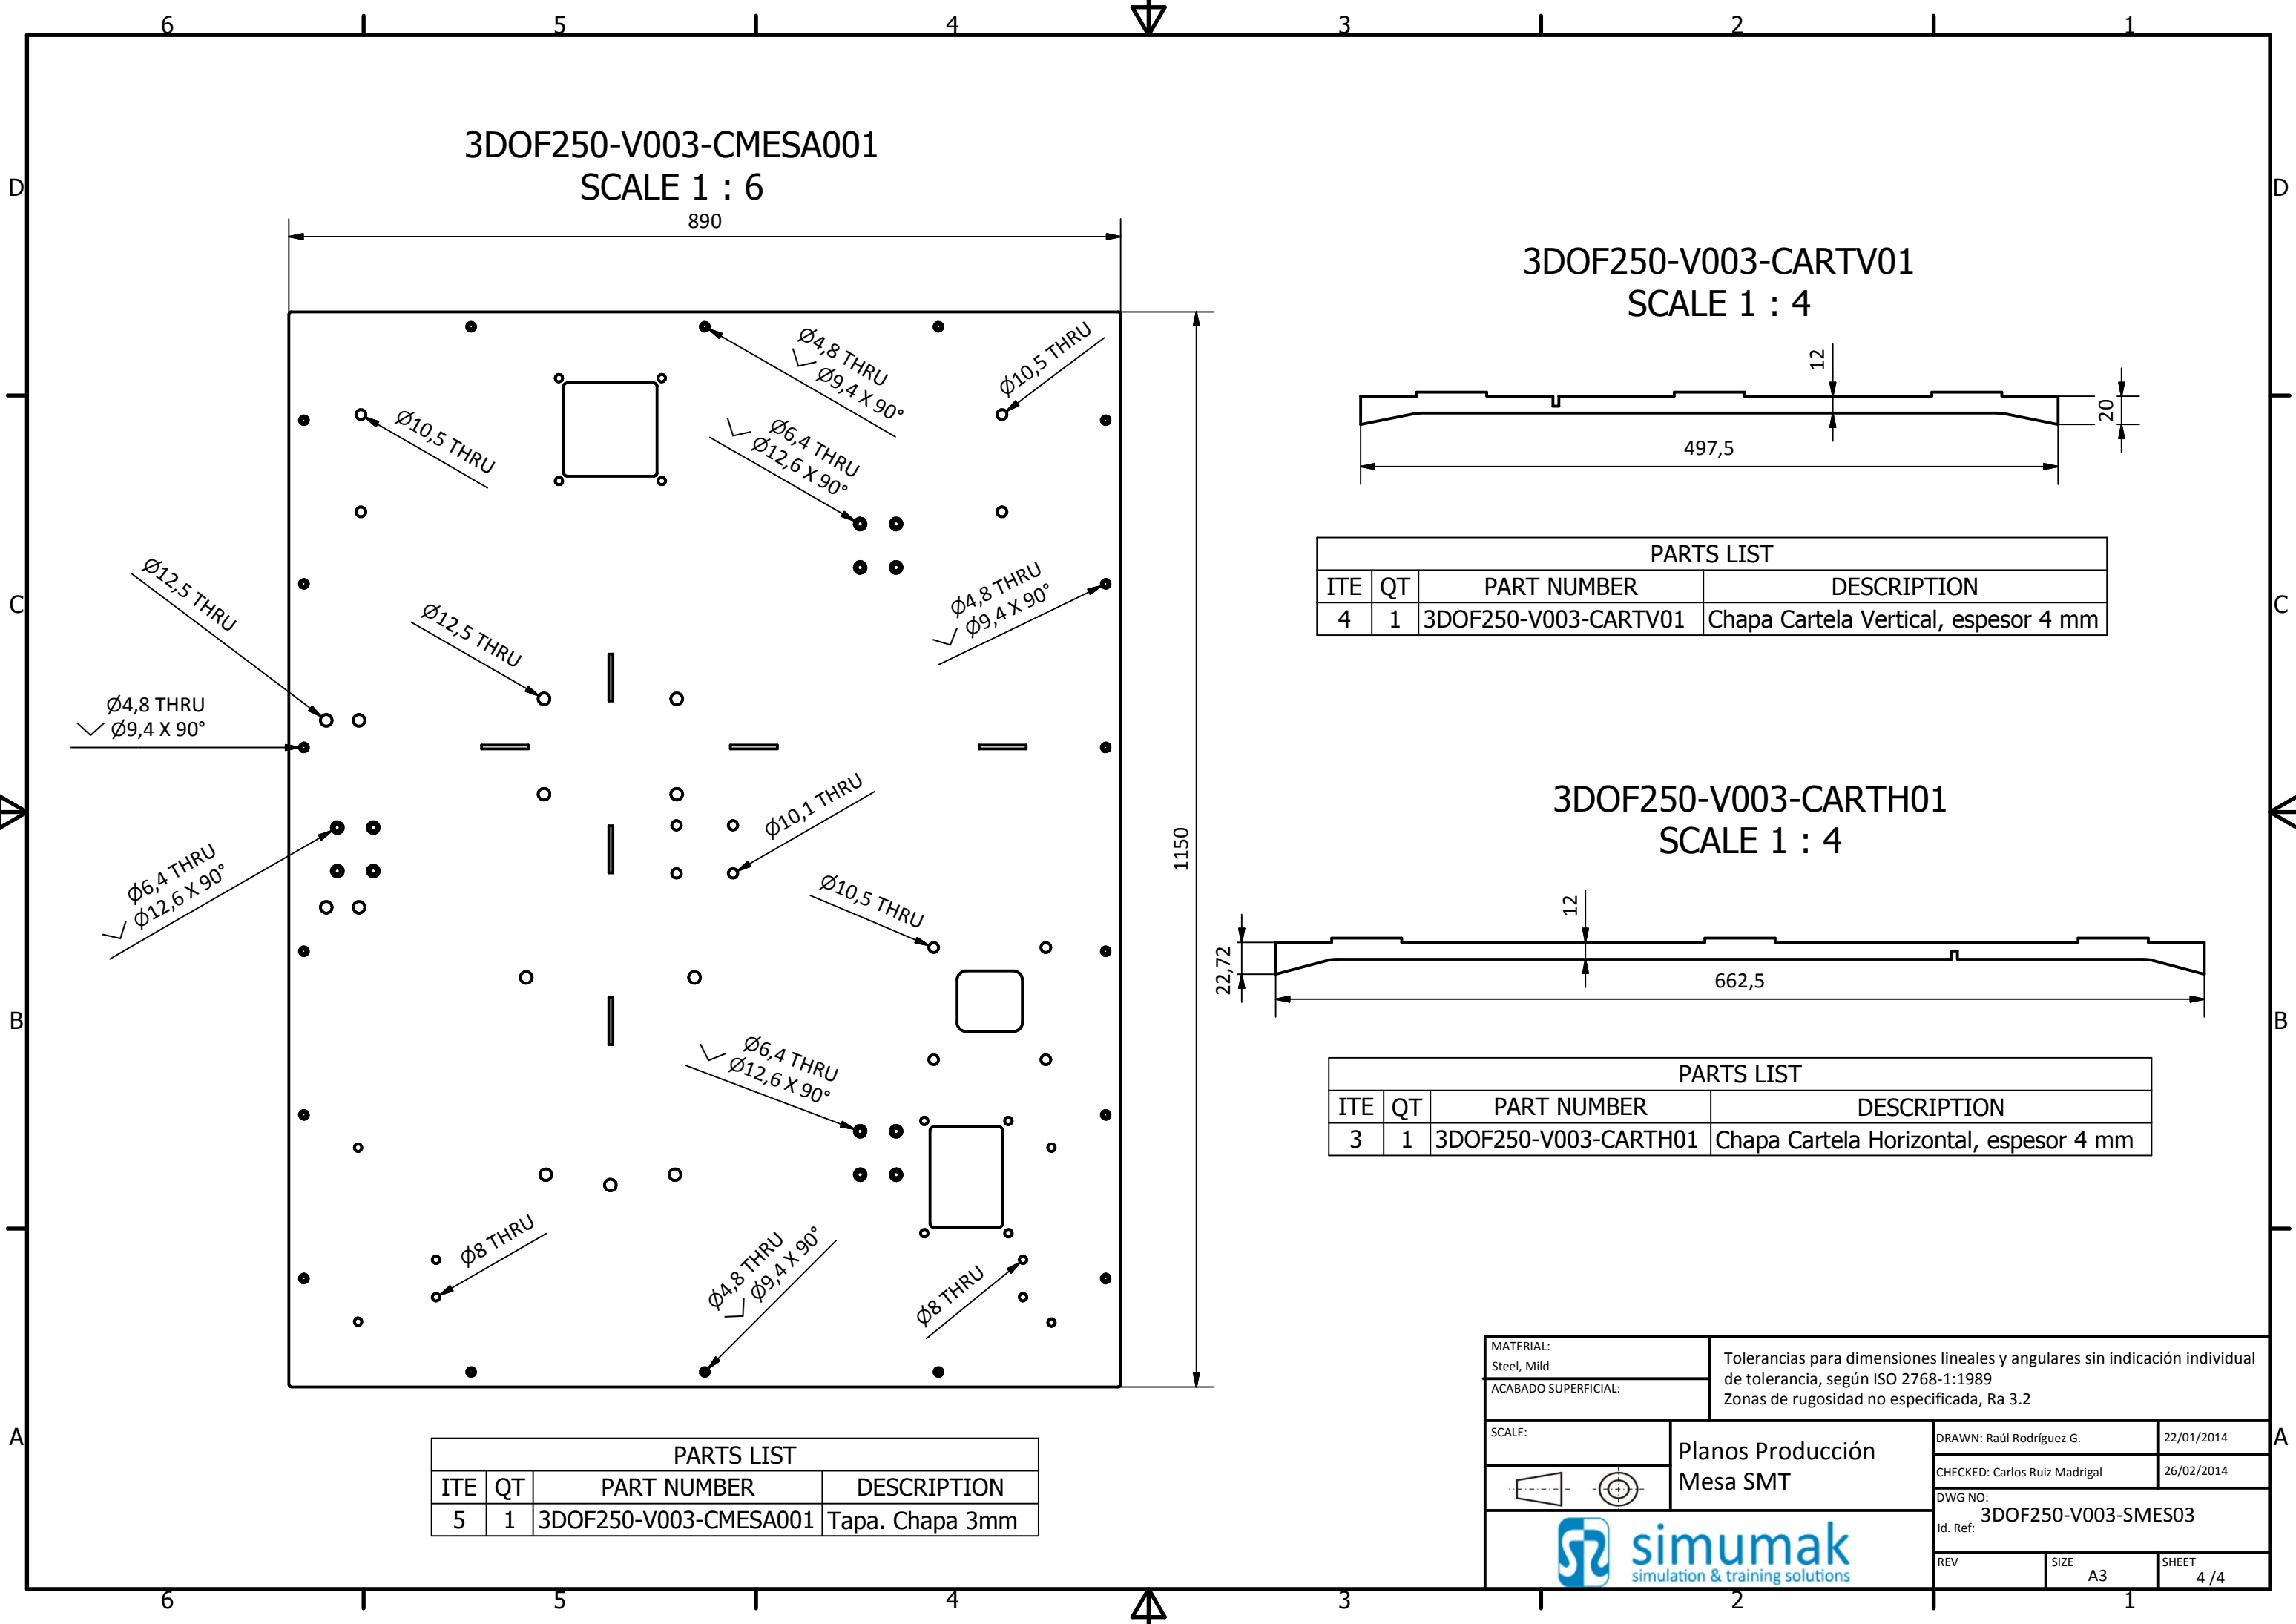 6 5 4 3 2 1
D D
C C
B B
A A
6 5 4 3 2 1
3DOF250-V003-CMESA001
SCALE 1 : 6
890
1150
Ø4,8 THRU
Ø9,4 X 90°
Ø10,5 THRU
Ø10,5 THRU
Ø6,4 THRU
Ø12,6 X 90°
Ø12,5 THRU
Ø12,5 THRU
Ø4,8 THRU
Ø9,4 X 90°
Ø4,8 THRU
Ø9,4 X 90°
Ø10,1 THRU
Ø6,4 THRU
Ø12,6 X 90°
Ø10,5 THRU
Ø6,4 THRU
Ø12,6 X 90°
Ø8 THRU
Ø4,8 THRU
Ø9,4 X 90°
Ø8 THRU
PARTS LIST
ITE QT PART NUMBER DESCRIPTION
5 1 3DOF250-V003-CMESA001 Tapa. Chapa 3mm
3DOF250-V003-CARTV01
SCALE 1 : 4
12
20
497,5
PARTS LIST
ITE QT PART NUMBER DESCRIPTION
4 1 3DOF250-V003-CARTV01 Chapa Cartela Vertical, espesor 4 mm
3DOF250-V003-CARTH01
SCALE 1 : 4
12
22,72
662,5
PARTS LIST
ITE QT PART NUMBER DESCRIPTION
3 1 3DOF250-V003-CARTH01 Chapa Cartela Horizontal, espesor 4 mm
MATERIAL:
Steel, Mild
ACABADO SUPERFICIAL:
Tolerancias para dimensiones lineales y angulares sin indicación individual
de tolerancia, según ISO 2768-1:1989
Zonas de rugosidad no especificada, Ra 3.2
SCALE:
Planos Producción
Mesa SMT
DRAWN: Raúl Rodríguez G. 22/01/2014
CHECKED: Carlos Ruiz Madrigal 26/02/2014
DWG NO:
3DOF250-V003-SMES03
Id. Ref:
REV SIZE SHEET
A3 4 /4
simumak
simulation & training solutions